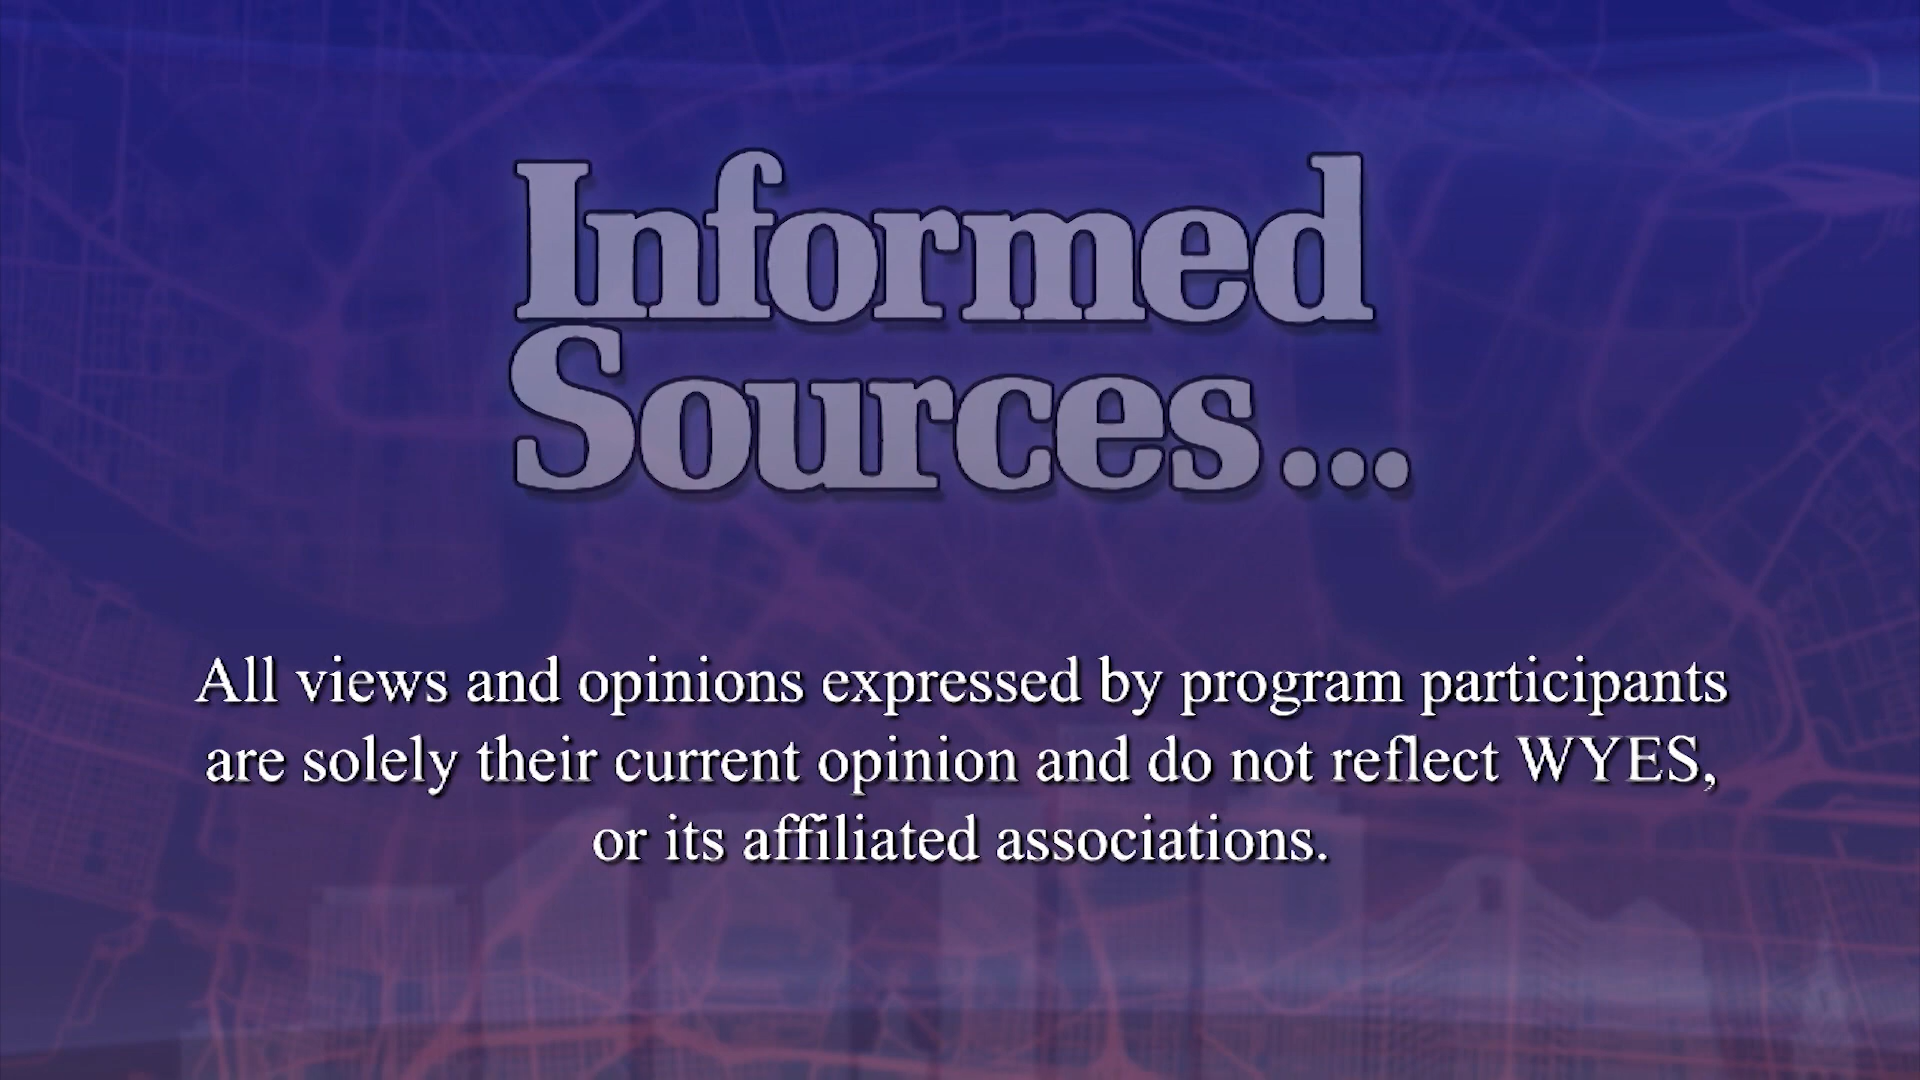 Informed
Sources...
All views and opinions expressed by program participants
are solely their current opinion and do not reflect WYES,
or its affiliated associations.